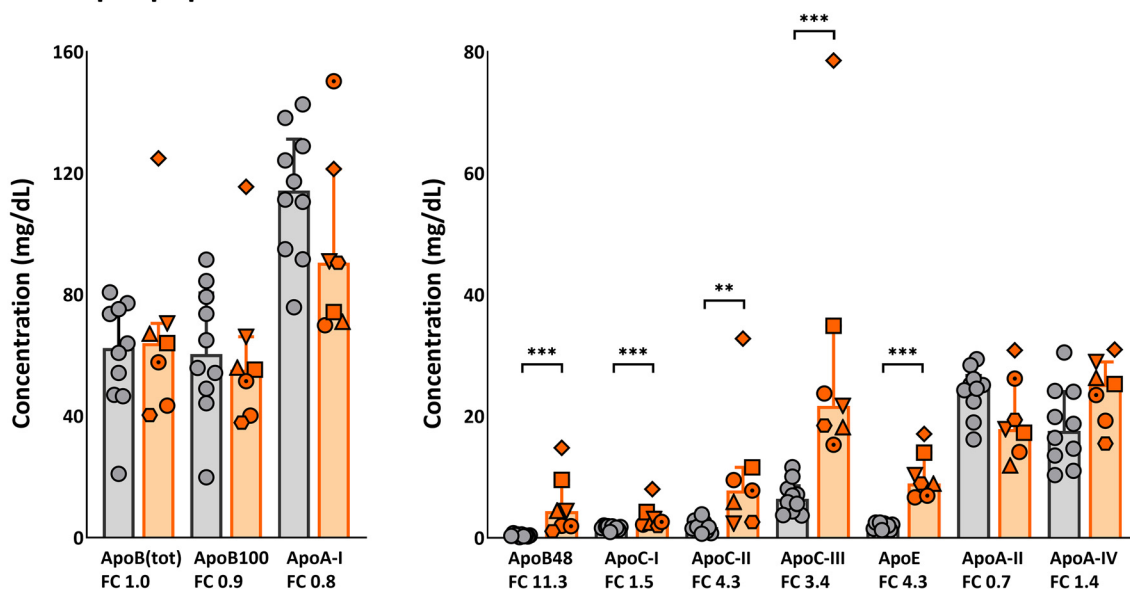 ***
160
80
120
60
***
**
***
***
80
40
40
20
0
0
Concentration (mg/dL)
Concentration (mg/dL)
ApoB(tot) ApoB100 ApoA-I
FC 1.0 FC 0.9 FC 0.8
ApoB48 ApoC-I ApoC-II ApoC-III ApoE ApoA-II ApoA-IV
FC 11.3 FC 1.5 FC 4.3 FC 3.4 FC 4.3 FC 0.7 FC 1.4